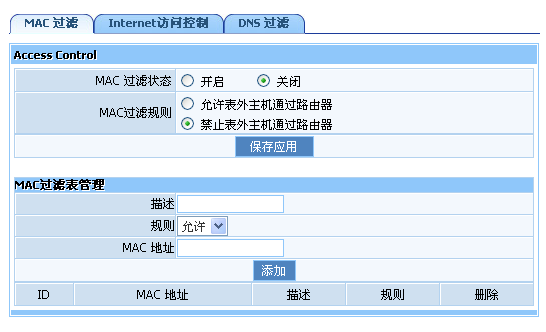 MAC 过滤 Internet访问控制 DNS 过滤
Access Control
MAC 过滤状态 开启 关闭
MAC过滤规则 允许表外主机通过路由器
禁止表外主机通过路由器
保存应用
MAC过滤表管理
描述
规则 允许
MAC 地址
添加
ID MAC 地址 描述 规则 删除